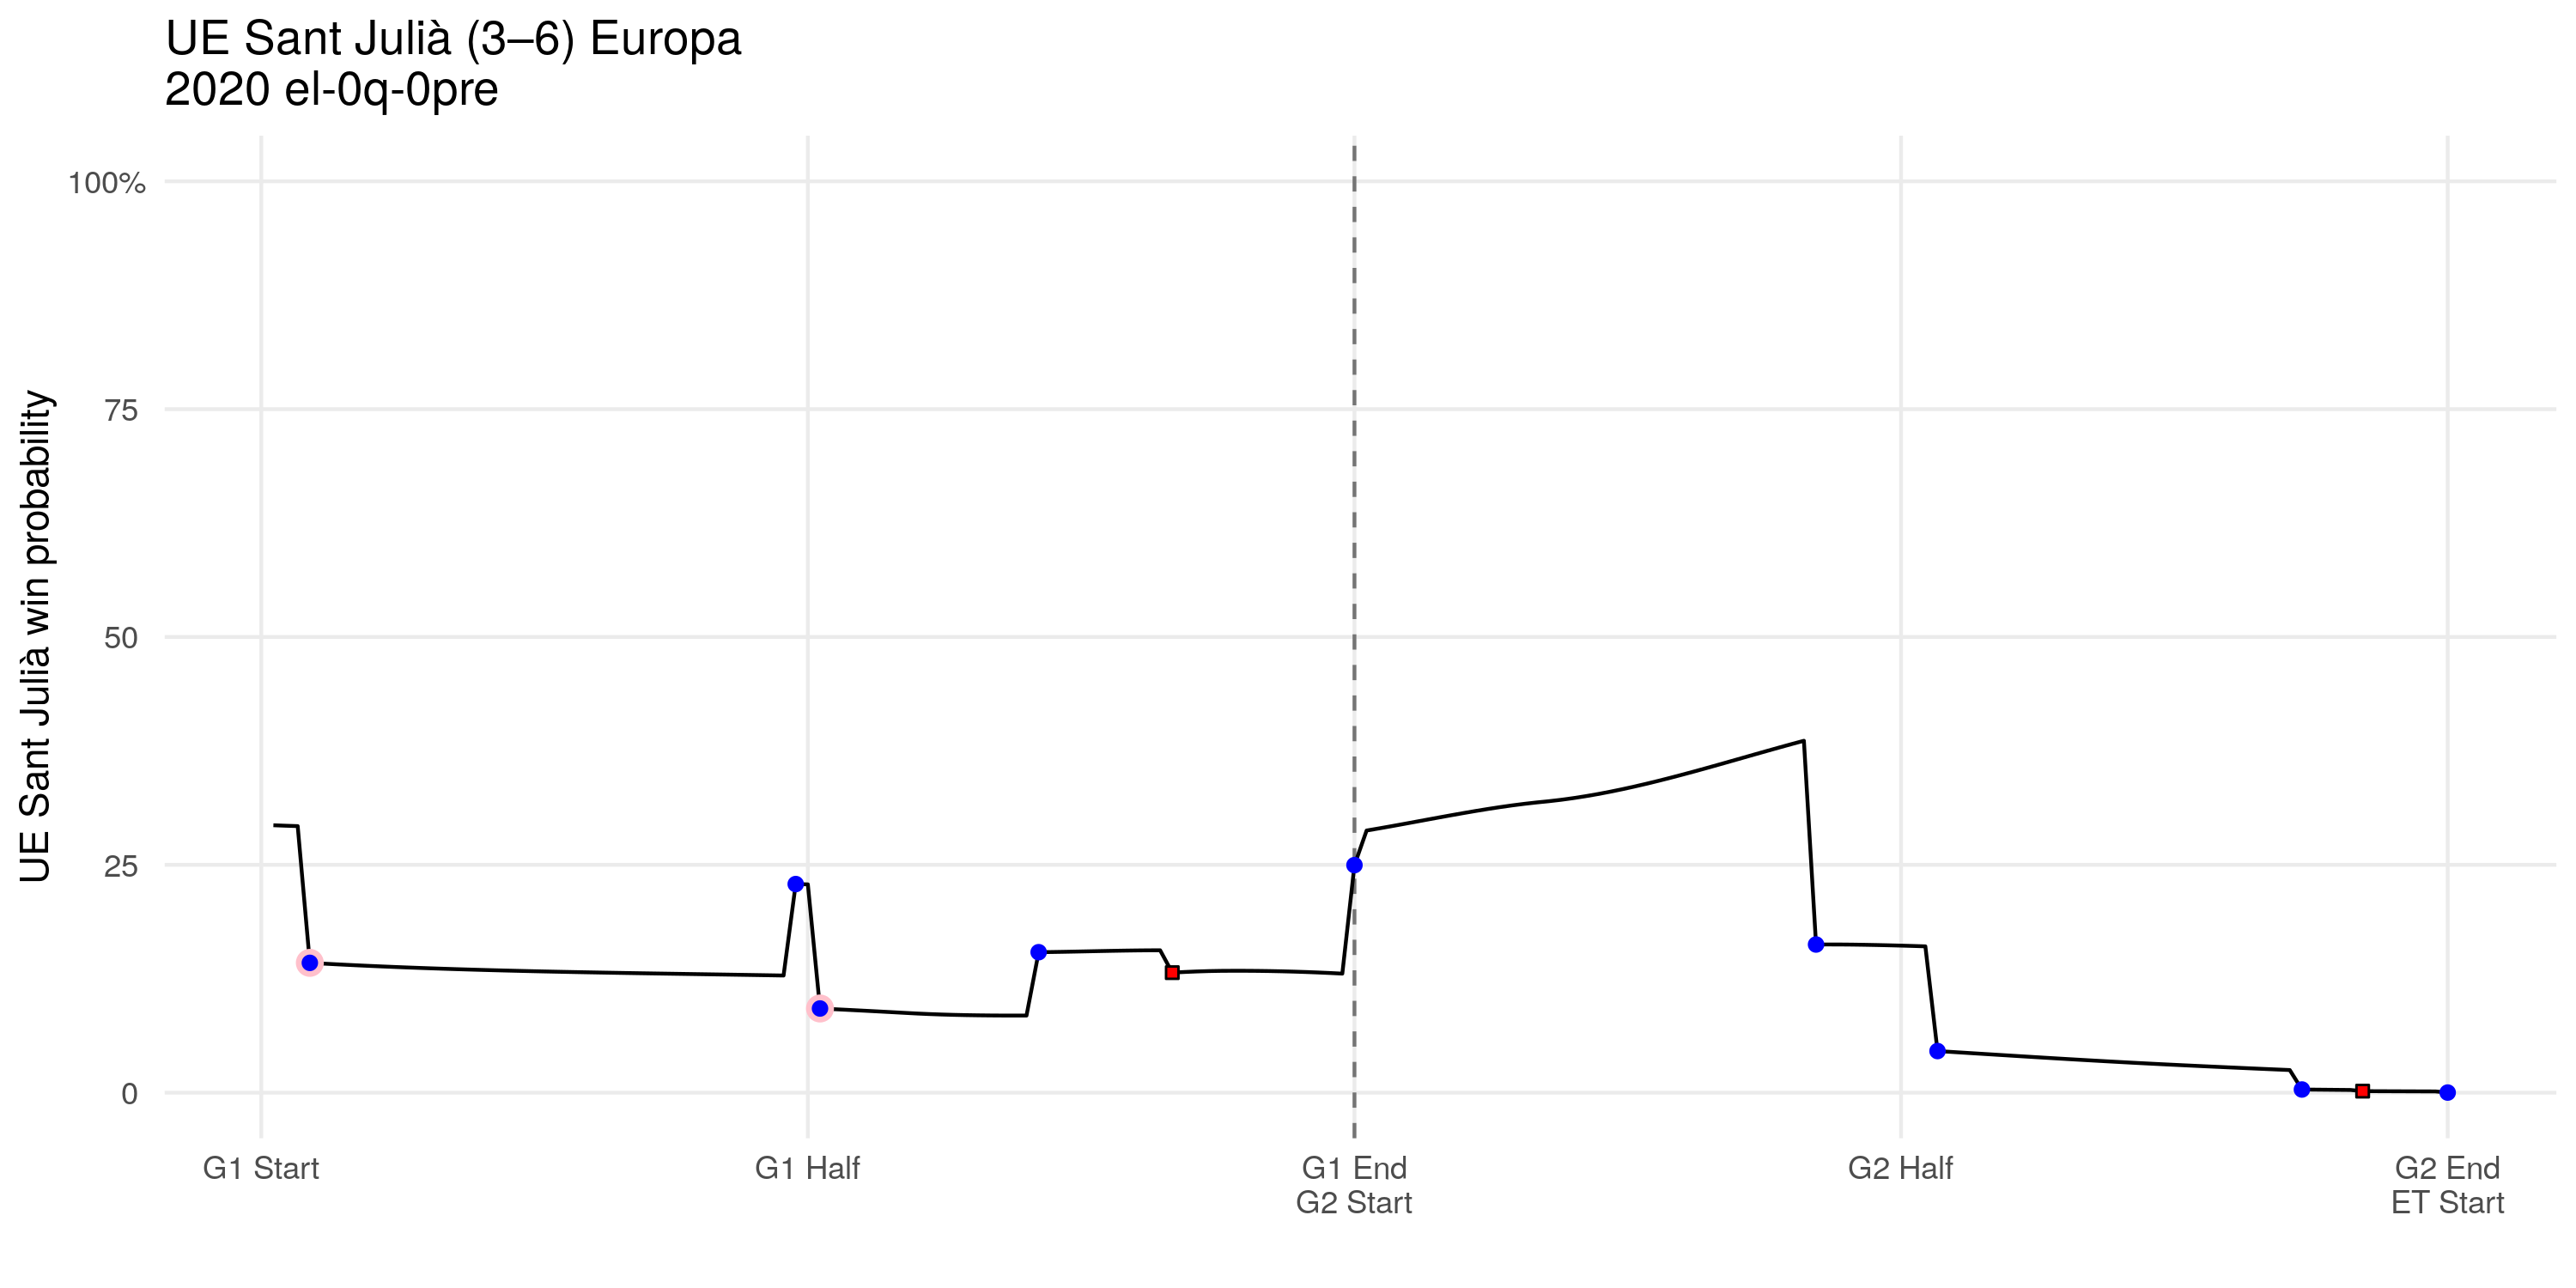 UE Sant Julià (3–6) Europa
2020 el-0q-0pre
UE Sant Julià win probability
100%
75
50
25
0
G1 Start
G1 Half
G1 End
G2 Start
G2 Half
G2 End
ET Start